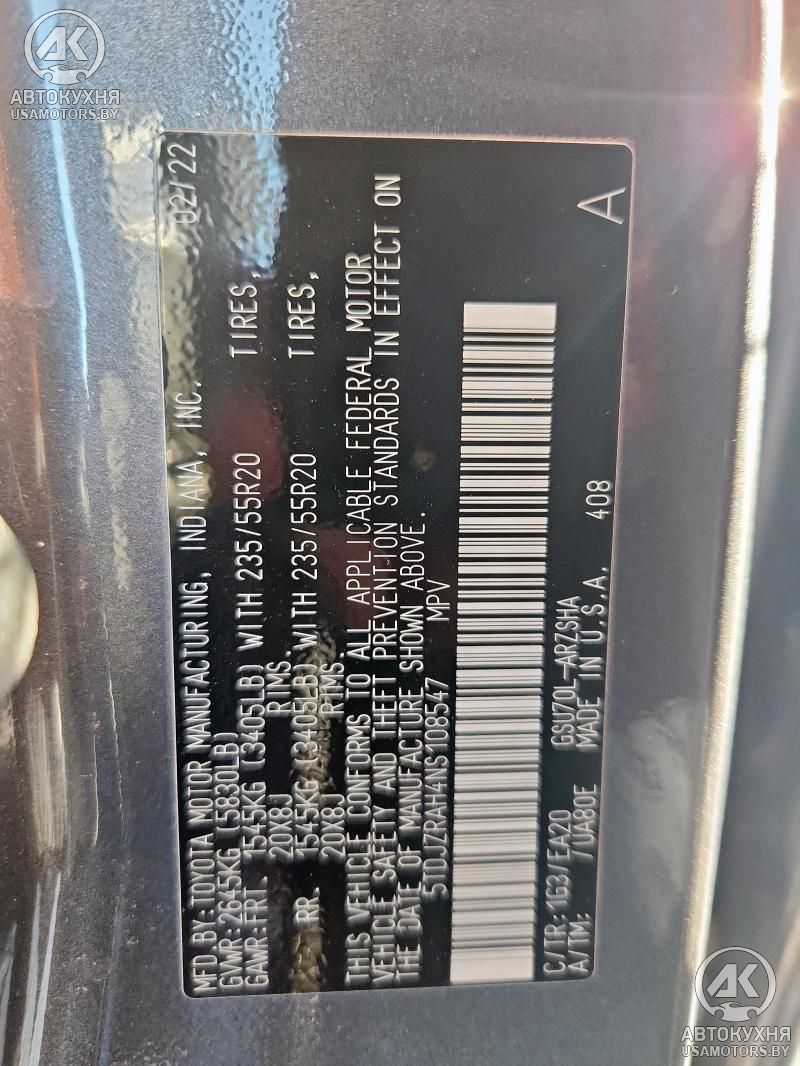 AK
АВТОКУХНЯ
USAMOTORS.BY
MFD BY:TOYOTA MOTOR MANUFACTURING, INDIANA, INC. 02/22
GVWR:2645KG (5830LB)
GAWR:FRT 1545KG (3405LB) WITH 235/55R20 TIRES,
20X8J RIMS.
RR. 1545KG (3405LB) WITH 235/55R20 TIRES,
20X8J RIMS.
THIS VEHICLE CONFORMS TO ALL APPLICABLE FEDERAL MOTOR
VEHICLE SAFETY AND THEFT PREVENTION STANDARDS IN EFFECT ON
THE DATE OF MANUFACTURE SHOWN ABOVE.
5TDJZRAH4NS108547 MPV
C/TR:1G3/EA20 GSU70L-ARZSHA
A/TM: /UA80E MADE IN U.S.A. 408 A
AK
АВТОКУХНЯ
USAMOTORS.BY